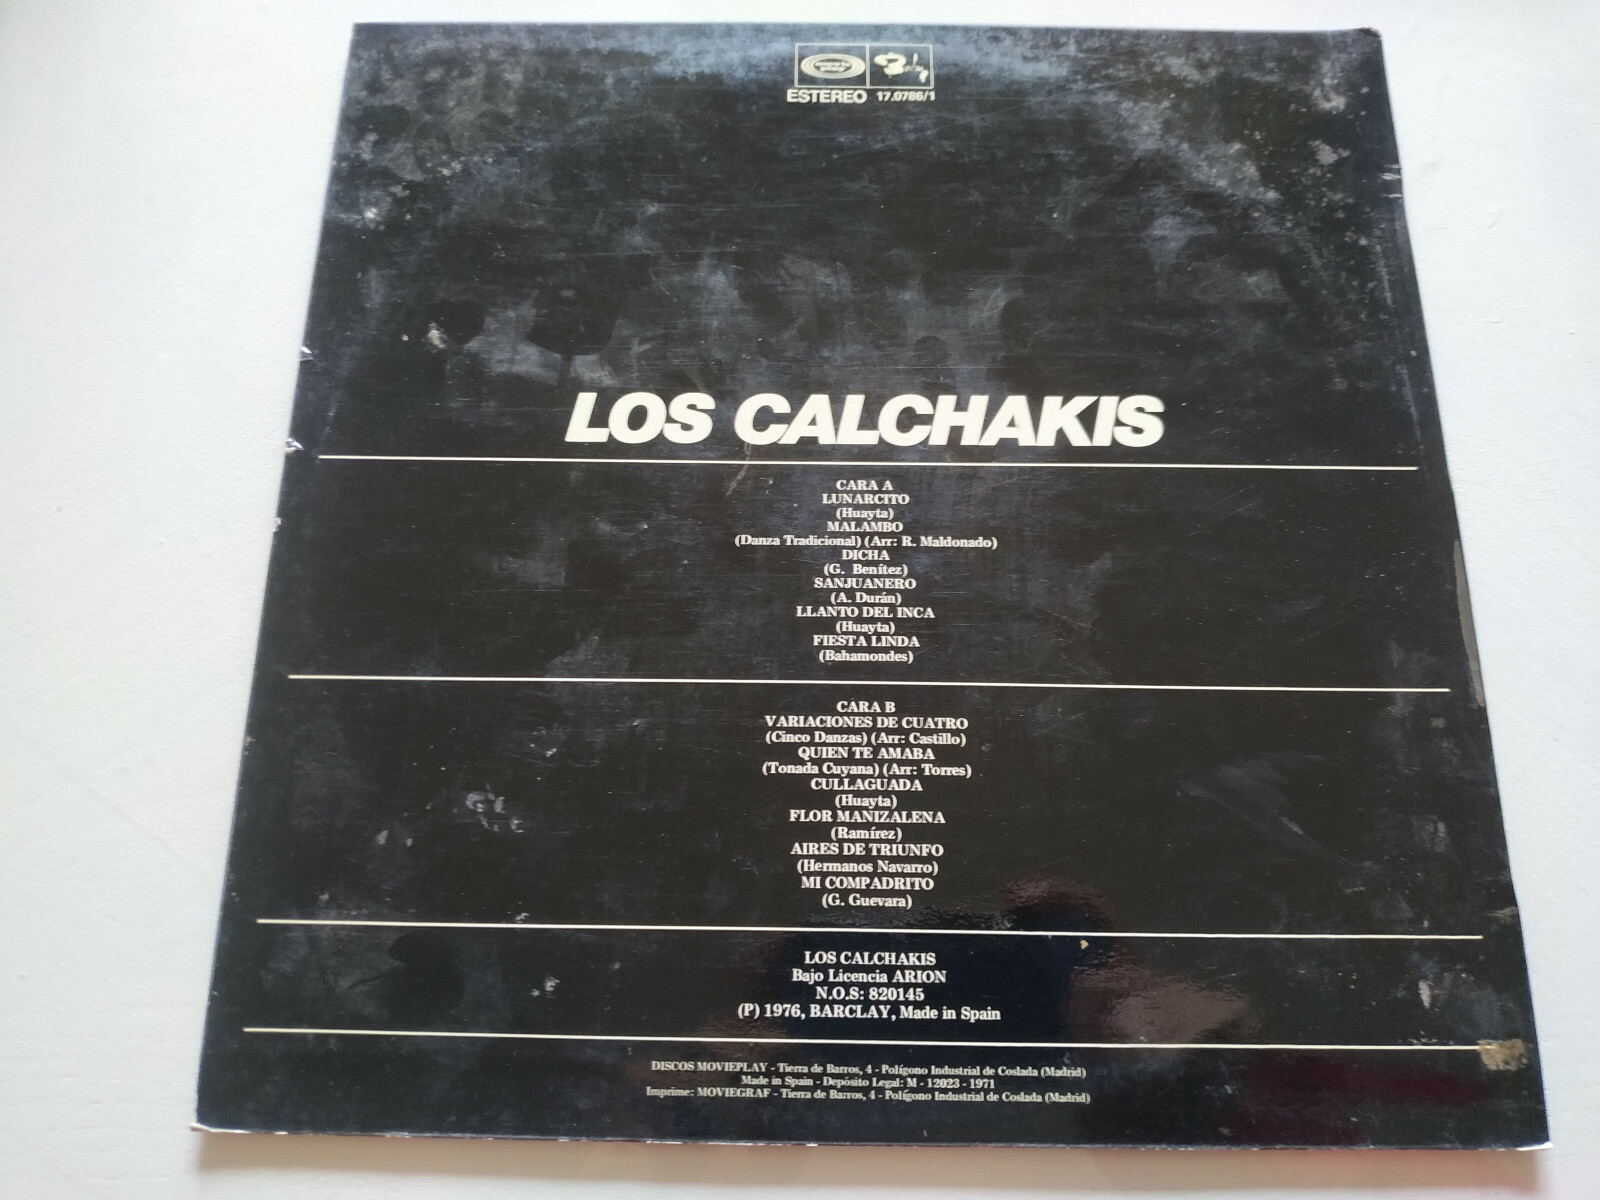 ESTEREO 17.0786/1
LOS CALCHAKIS
CARA A
LUNARCITO
(Huayta)
MALAMBO
(Danza Tradicional) (Arr: R. Maldonado)
DICHA
(G. Benítez)
SANJUANERO
(A. Durán)
LLANTO DEL INCA
(Huayta)
FIESTA LINDA
(Bahamondes)
CARA B
VARIACIONES DE CUATRO
(Cinco Danzas) (Arr: Castillo)
QUIEN TE AMABA
(Tonada Cuyana) (Arr: Torres)
CULLAGUADA
(Huayta)
FLOR MANIZALENA
(Ramírez)
AIRES DE TRIUNFO
(Hermanos Navarro)
MI COMPADRITO
(G. Guevara)
LOS CALCHAKIS
Bajo Licencia ARION
N.O.S: 820145
(P) 1976, BARCLAY, Made in Spain
DISCOS MOVIEPLAY - Tierra de Barros, 4 - Polígono Industrial de Coslada (Madrid)
Made in Spain - Depósito Legal: M - 12023 - 1971
Imprime: MOVIEGRAF - Tierra de Barros, 4 - Polígono Industrial de Coslada (Madrid)